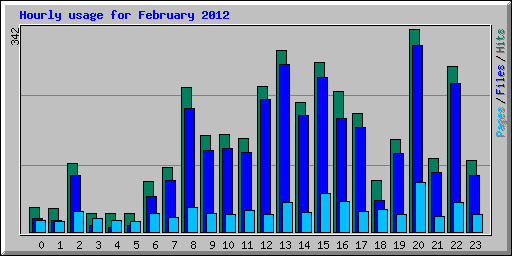 Hourly usage for February 2012
342
Pages / Files / Hits
0 1 2 3 4 5 6 7 8 9 10 11 12 13 14 15 16 17 18 19 20 21 22 23